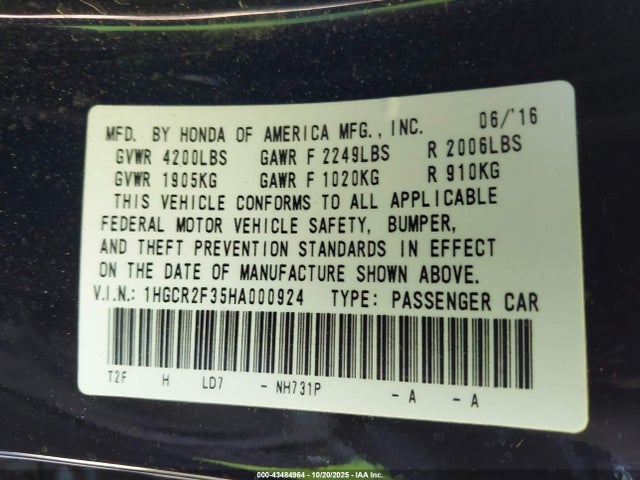 MFD. BY HONDA OF AMERICA MFG., INC. 06/'16
GVWR 4200LBS GAWR F 2249LBS R 2006LBS
GVWR 1905KG GAWR F 1020KG R 910KG
THIS VEHICLE CONFORMS TO ALL APPLICABLE
FEDERAL MOTOR VEHICLE SAFETY, BUMPER,
AND THEFT PREVENTION STANDARDS IN EFFECT
ON THE DATE OF MANUFACTURE SHOWN ABOVE.
V.I.N.: 1HGCR2F35HA000924 TYPE: PASSENGER CAR
T2F H LD7 - NH731P - A - A
000-43484964 - 10/20/2025 - IAA Inc.